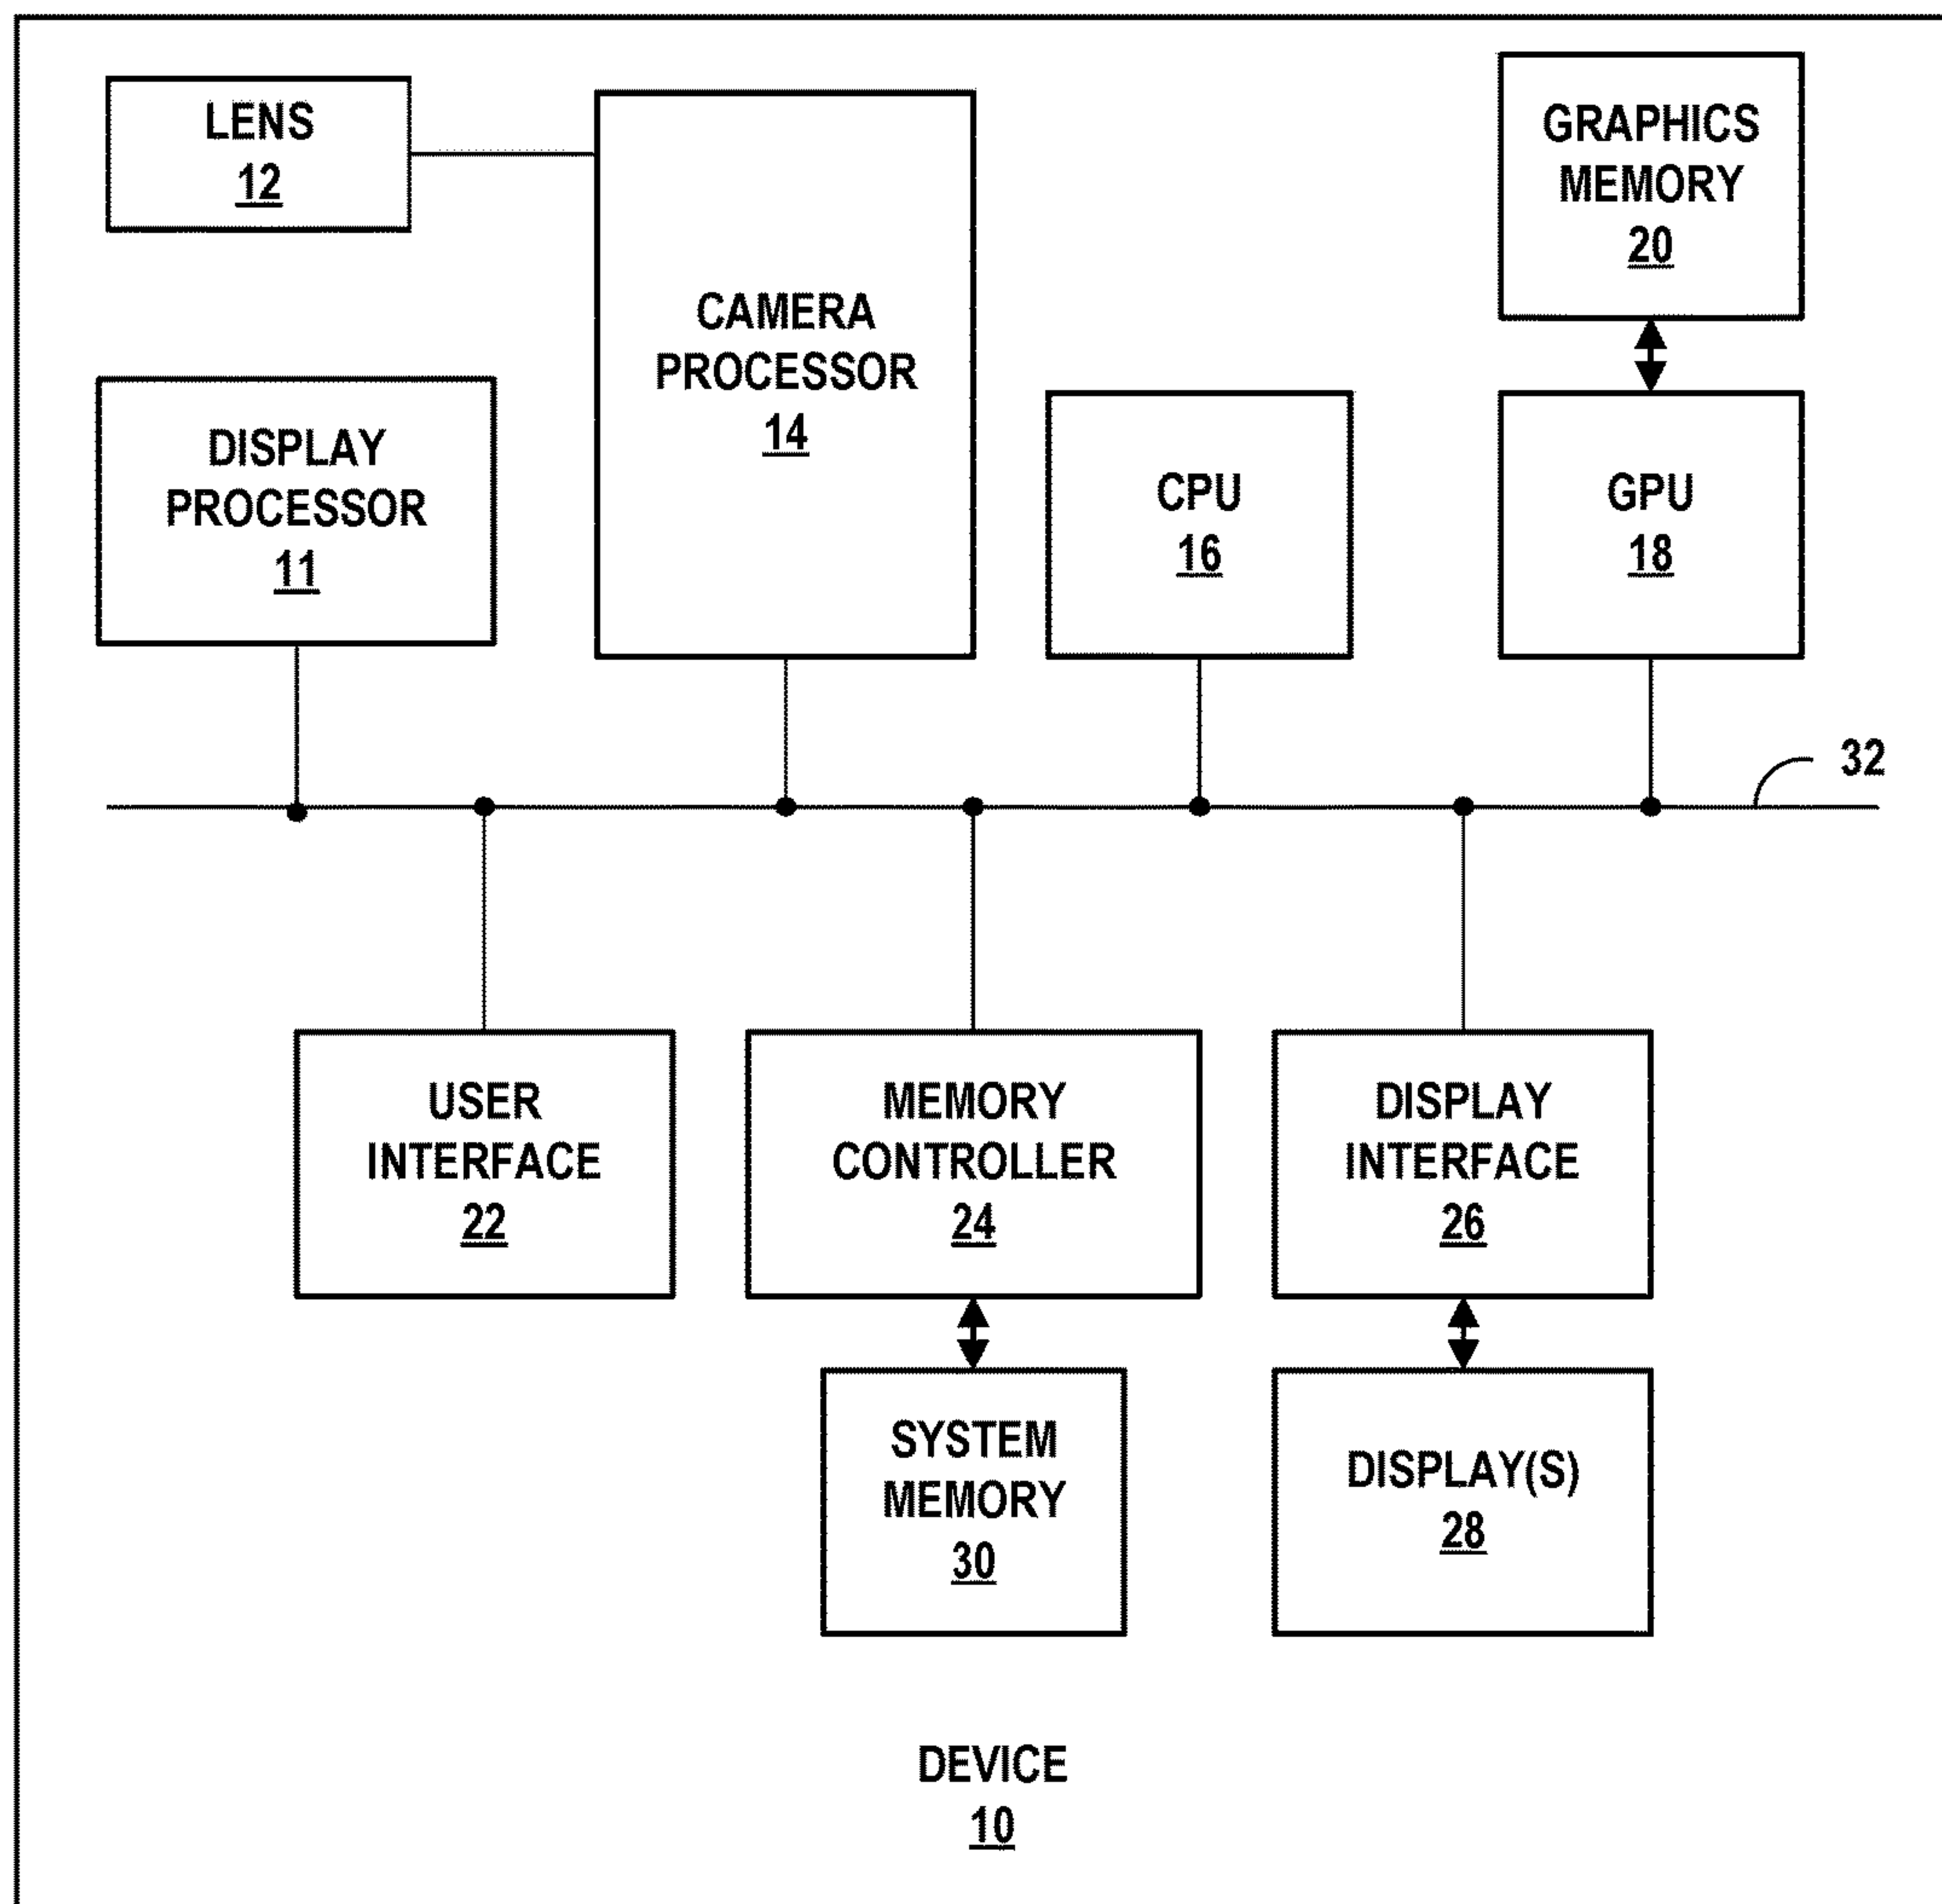 LENS
12
CAMERA
PROCESSOR
14
GRAPHICS
MEMORY
20
DISPLAY
PROCESSOR
11
CPU
16
GPU
18
32
USER
INTERFACE
22
MEMORY
CONTROLLER
24
DISPLAY
INTERFACE
26
SYSTEM
MEMORY
30
DISPLAY(S)
28
DEVICE
10